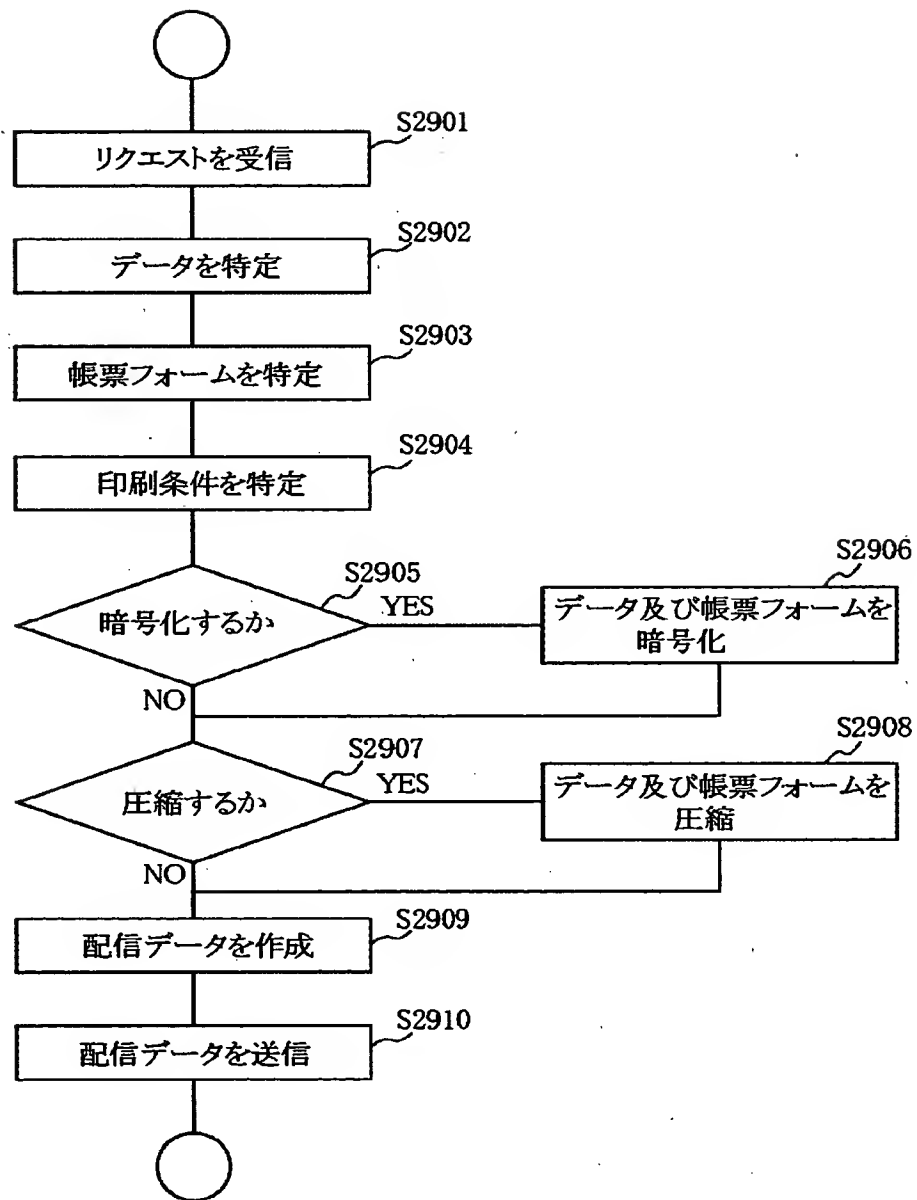 S2901
リクエストを受信
S2902
データを特定
S2903
帳票フォームを特定
S2904
印刷条件を特定
S2905
暗号化するか
YES
NO
S2906
データ及び帳票フォームを
暗号化
S2907
圧縮するか
YES
NO
S2908
データ及び帳票フォームを
圧縮
S2909
配信データを作成
S2910
配信データを送信